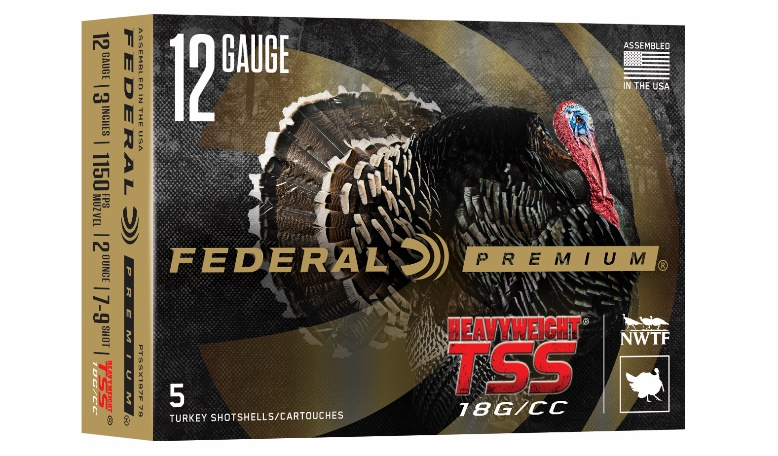 12 GAUGE
ASSEMBLED
IN THE USA
FEDERAL PREMIUM®
HEAVYWEIGHT®
TSS
18G/CC
NWTF
5
TURKEY SHOTSHELLS/CARTOUCHES
ASSEMBLED IN THE USA
FEDERAL PREMIUM
12 GAUGE | 3 INCHES | 1150 FPS MUZVEL | 2 OUNCE | 7-9 SHOT |
HEAVYWEIGHT
TSS
18G/CC